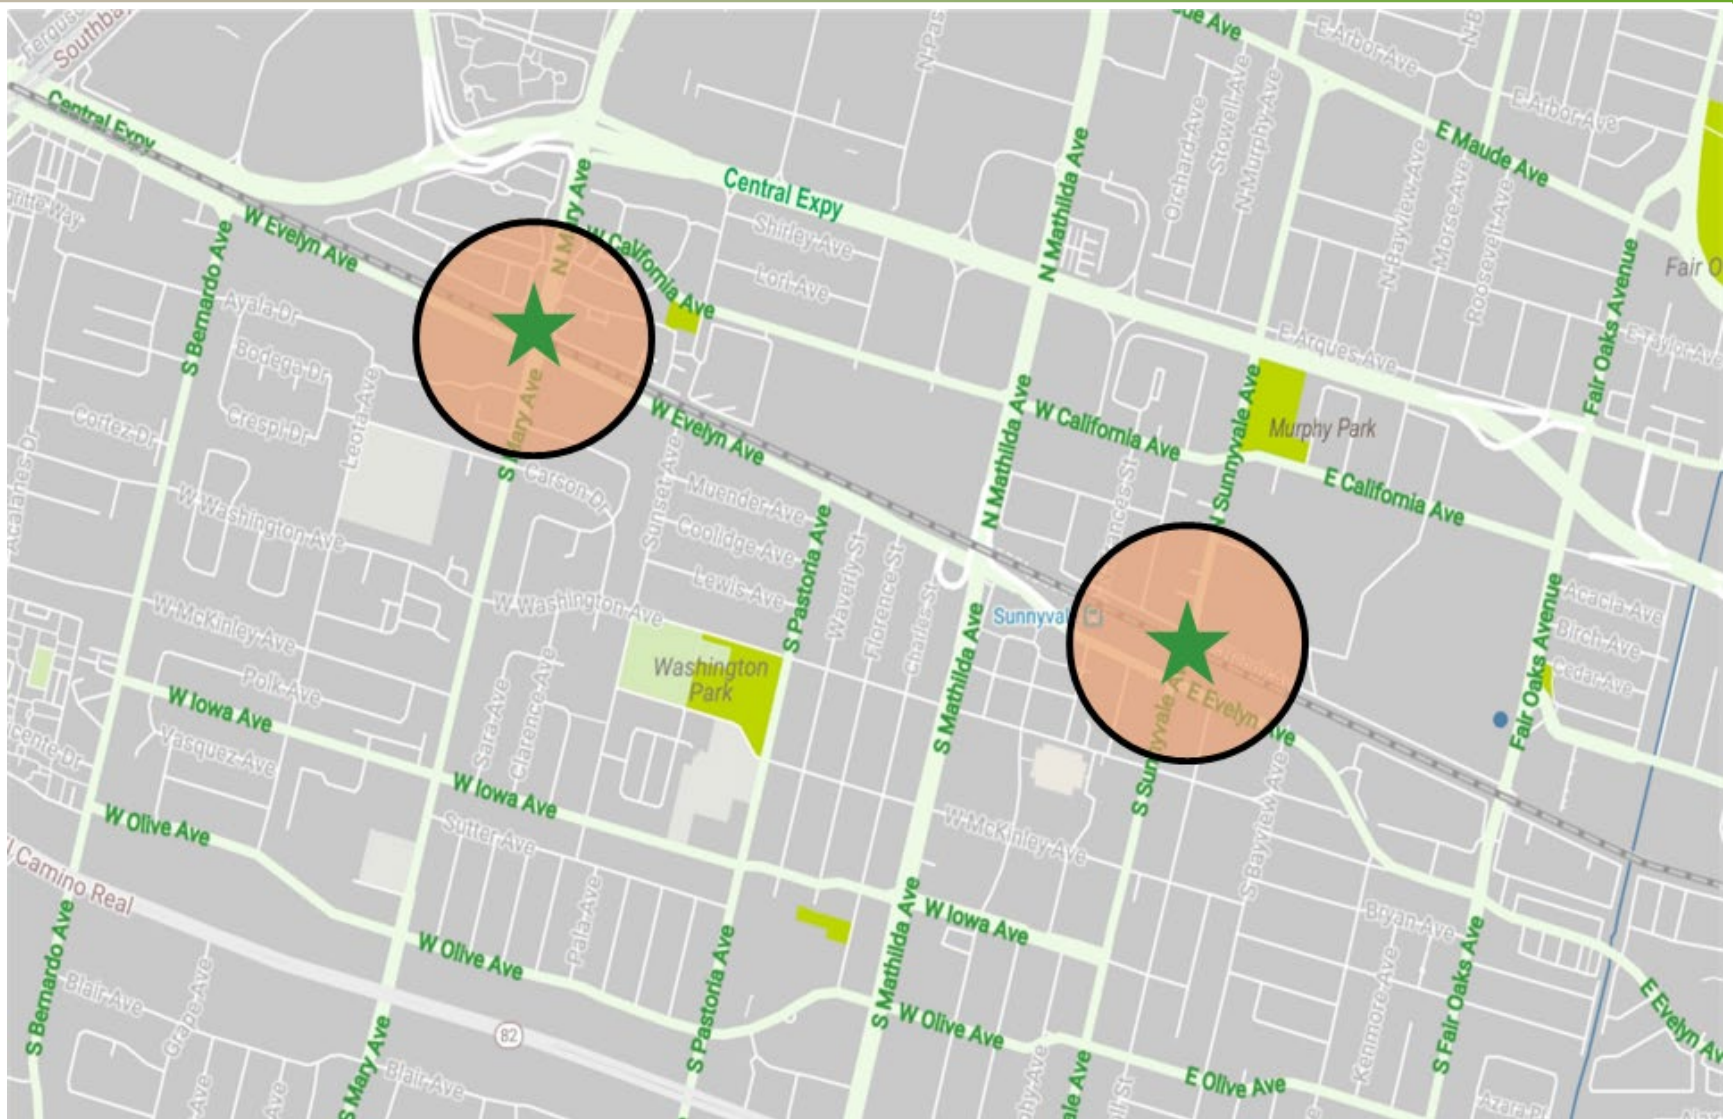 Central Expy
W Evelyn Ave
S Bernardo Ave
Ayala Dr
Bodega Dr
Crespi Dr
Cortez Dr
Leota Ave
N Mary Ave
W California Ave
Central Expy
Shirley Ave
Lori Ave
N Mathilda Ave
Orchard Ave
Stowell Ave
N Murphy Ave
E Arbor Ave
E Arbor Ave
E Maude Ave
N Bayview Ave
Morse Ave
Roosevelt Ave
Fair Oaks Avenue
E Taylor Ave
E Arques Ave
Murphy Park
N Sunnyvale Ave
E California Ave
W California Ave
N Mathilda Ave
S Mary Ave
Carson Dr
W Evelyn Ave
Sunset Ave
Muender Ave
Coolidge Ave
Lewis Ave
S Pastoria Ave
Waverly St
Florence St
Charles St
W Washington Ave
W Washington Ave
W McKinley Ave
Polk Ave
W Iowa Ave
Vasquez Ave
Sara Ave
Clarence Ave
Washington
Park
S Mathilda Ave
E Evelyn Ave
Fair Oaks Avenue
Acacia Ave
Birch Ave
Cedar Ave
W Iowa Ave
Sutter Ave
W McKinley Ave
S Bayview Ave
W Olive Ave
Camino Real
Pala Ave
W Olive Ave
W Iowa Ave
Bryan Ave
Kenmore Ave
S Fair Oaks Ave
S Bernardo Ave
Blair Ave
Grape Ave
S Mary Ave
82
Blair Ave
S Pastoria Ave
S Mathilda Ave
W Olive Ave
E Olive Ave